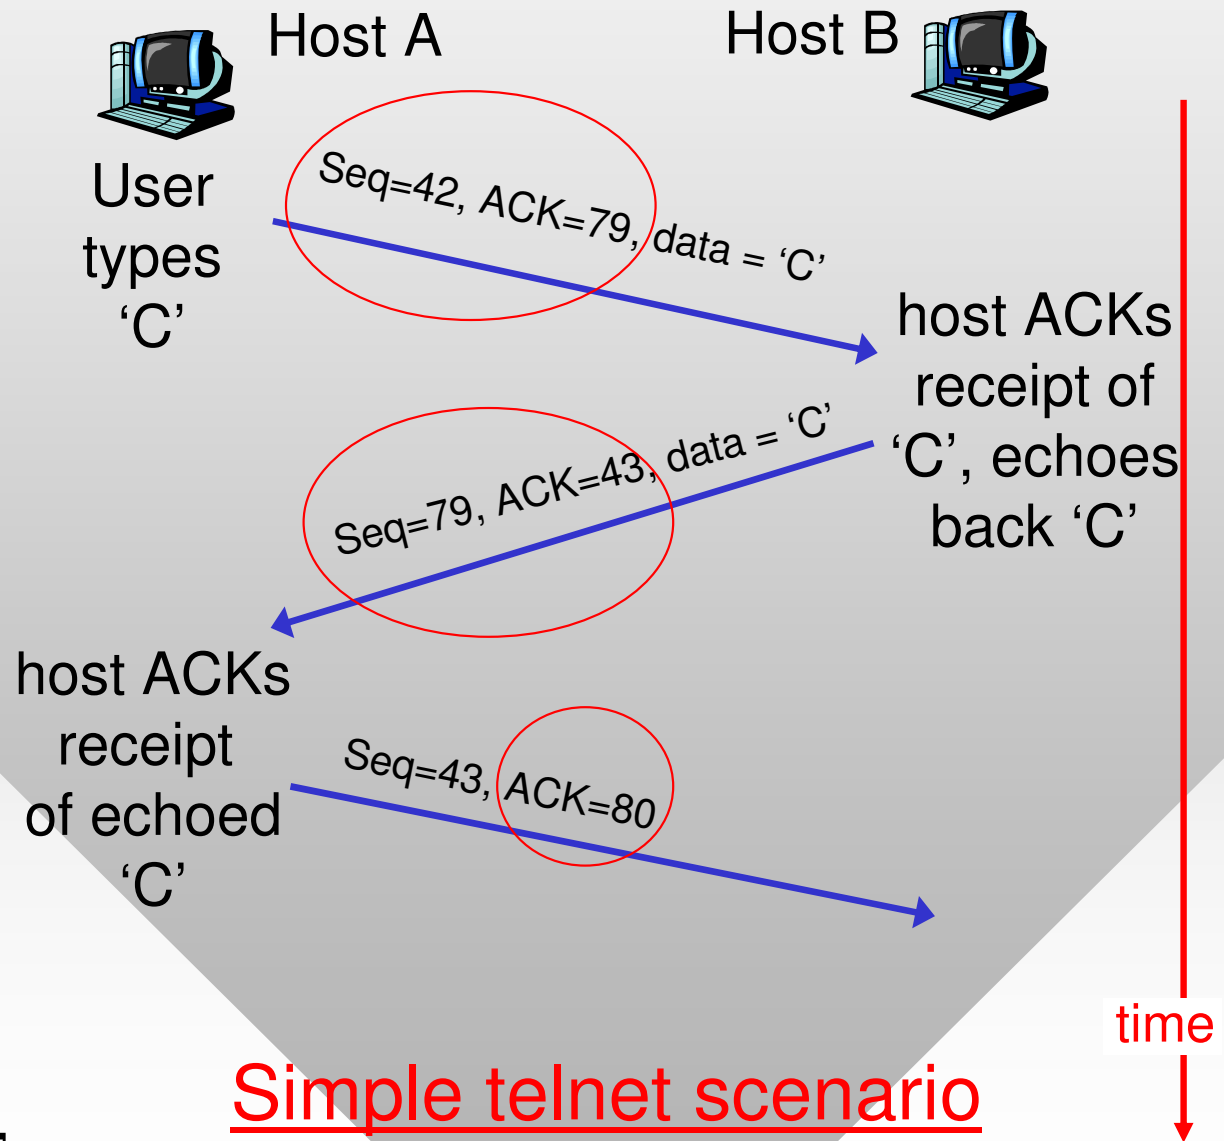 Host A
Host B
User
types
‘C’
Seq=42, ACK=79, data = ‘C’
host ACKs
receipt of
‘C’, echoes
back ‘C’
Seq=79, ACK=43, data = ‘C’
host ACKs
receipt
of echoed
‘C’
Seq=43, ACK=80
time
Simple telnet scenario